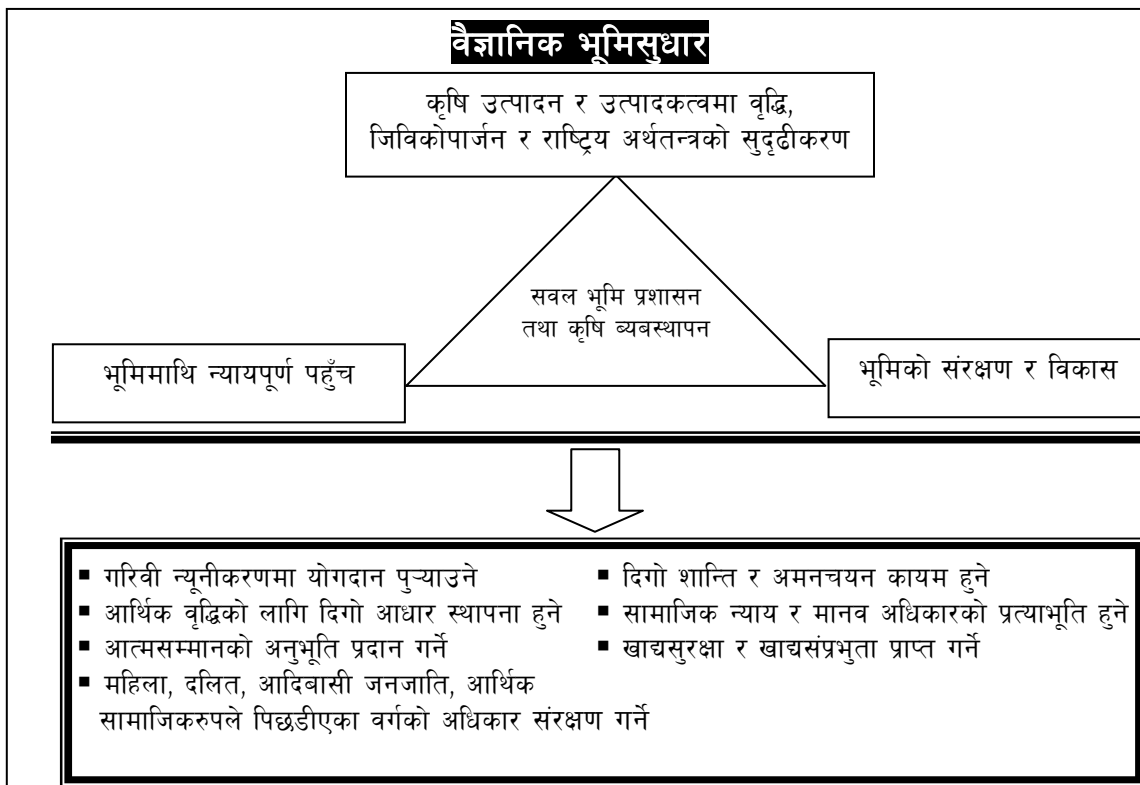 वैज्ञानिक भूमिसुधार
कृषि उत्पादन र उत्पादकत्वमा वृद्धि,
जिविकोपार्जन र राष्ट्रिय अर्थतन्त्रको सुदृढीकरण
सवल भूमि प्रशासन
तथा कृषि ब्यबस्थापन
भूमिमाथि न्यायपूर्ण पहुँच
भूमिको संरक्षण र विकास
▪ गरिवी न्यूनीकरणमा योगदान पुऱ्याउने
▪ आर्थिक वृद्धिको लागि दिगो आधार स्थापना हुने
▪ आत्मसम्मानको अनुभूति प्रदान गर्ने
▪ महिला, दलित, आदिबासी जनजाति, आर्थिक
सामाजिकरुपले पिछडीएका वर्गको अधिकार संरक्षण गर्ने
▪ दिगो शान्ति र अमनचयन कायम हुने
▪ सामाजिक न्याय र मानव अधिकारको प्रत्याभूति हुने
▪ खाद्यसुरक्षा र खाद्यसंप्रभुता प्राप्त गर्ने